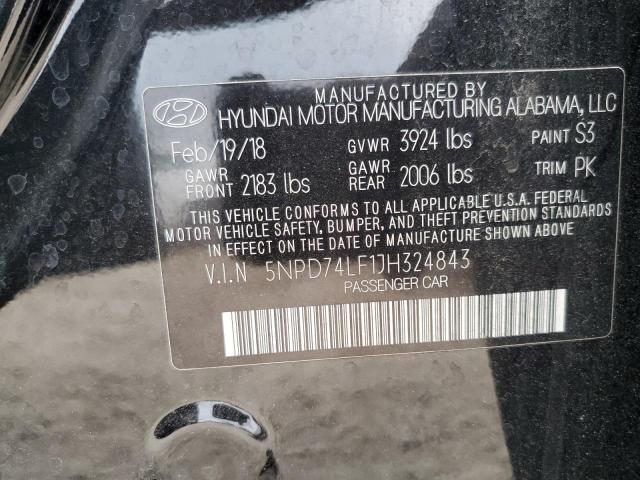 MANUFACTURED BY
HYUNDAI MOTOR MANUFACTURING ALABAMA, LLC
Feb/19/18 GVWR 3924 lbs PAINT S3
GAWR FRONT 2183 lbs GAWR REAR 2006 lbs TRIM PK
THIS VEHICLE CONFORMS TO ALL APPLICABLE U.S.A. FEDERAL
MOTOR VEHICLE SAFETY, BUMPER, AND THEFT PREVENTION STANDARDS
IN EFFECT ON THE DATE OF MANUFACTURE SHOWN ABOVE
V.I.N 5NPD74LF1JH324843
PASSENGER CAR